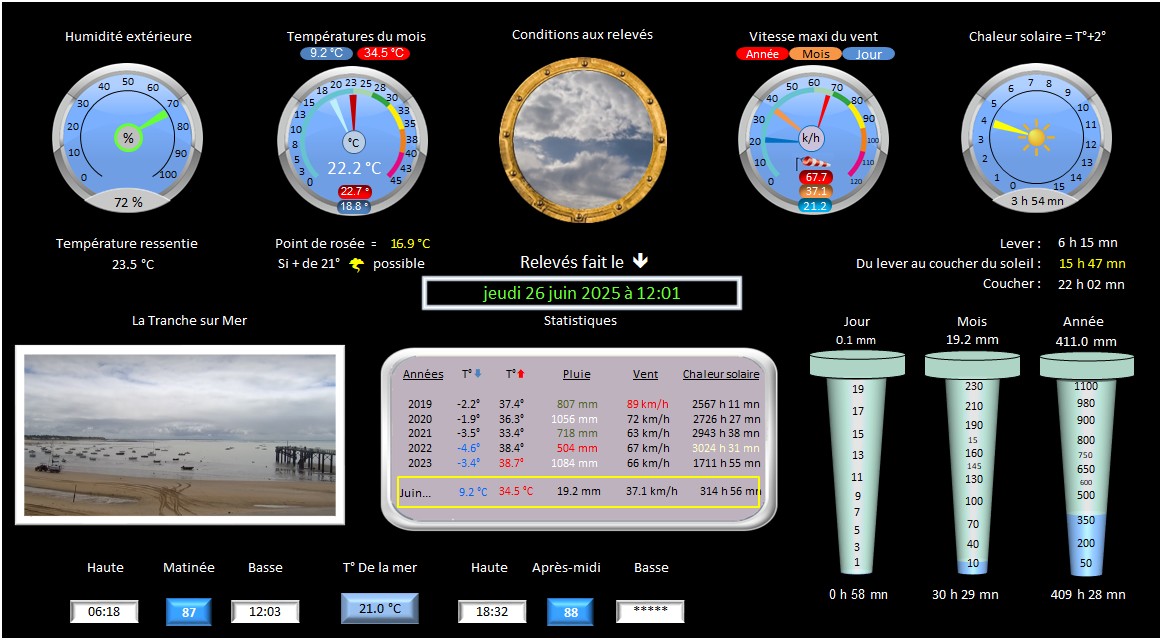 Humidité extérieure
Températures du mois
Conditions aux relevés
Vitesse maxi du vent
Chaleur solaire = T°+2°
9.2 °C 34.5 °C
Année Mois Jour
0 10 20 30 40 50 60 70 80 90 100
%
72 %
0 3 5 8 10 13 15 18 20 23 25 28 30 33 35 38 40 43 45
°C
22.2 °C
22.7 °
18.8 °
0 10 20 30 40 50 60 70 80 90 100 110 120
k/h
67.7
37.1
21.2
0 1 2 3 4 5 6 7 8 9 10 11 12 13 14 15
3 h 54 mn
Température ressentie
23.5 °C
Point de rosée = 16.9 °C
Si + de 21° possible
Relevés fait le
jeudi 26 juin 2025 à 12:01
Lever : 6 h 15 mn
Du lever au coucher du soleil : 15 h 47 mn
Coucher : 22 h 02 mn
La Tranche sur Mer
Statistiques
Années T° T° Pluie Vent Chaleur solaire
2019 -2.2° 37.4° 807 mm 89 km/h 2567 h 11 mn
2020 -1.9° 36.3° 1056 mm 72 km/h 2726 h 27 mn
2021 -3.5° 33.4° 718 mm 63 km/h 2943 h 38 mn
2022 -4.6° 38.4° 504 mm 67 km/h 3024 h 31 mn
2023 -3.4° 38.7° 1084 mm 66 km/h 1711 h 55 mn
Juin... 9.2 °C 34.5 °C 19.2 mm 37.1 km/h 314 h 56 mn
Jour
0.1 mm
19
17
15
13
11
9
7
5
3
1
0 h 58 mn
Mois
19.2 mm
230
210
190
15
160
145
130
100
70
40
10
30 h 29 mn
Année
411.0 mm
1100
980
900
800
750
650
600
500
350
200
50
409 h 28 mn
Haute Matinée Basse
06:18 87 12:03
T° De la mer
21.0 °C
Haute Après-midi Basse
18:32 88 *****